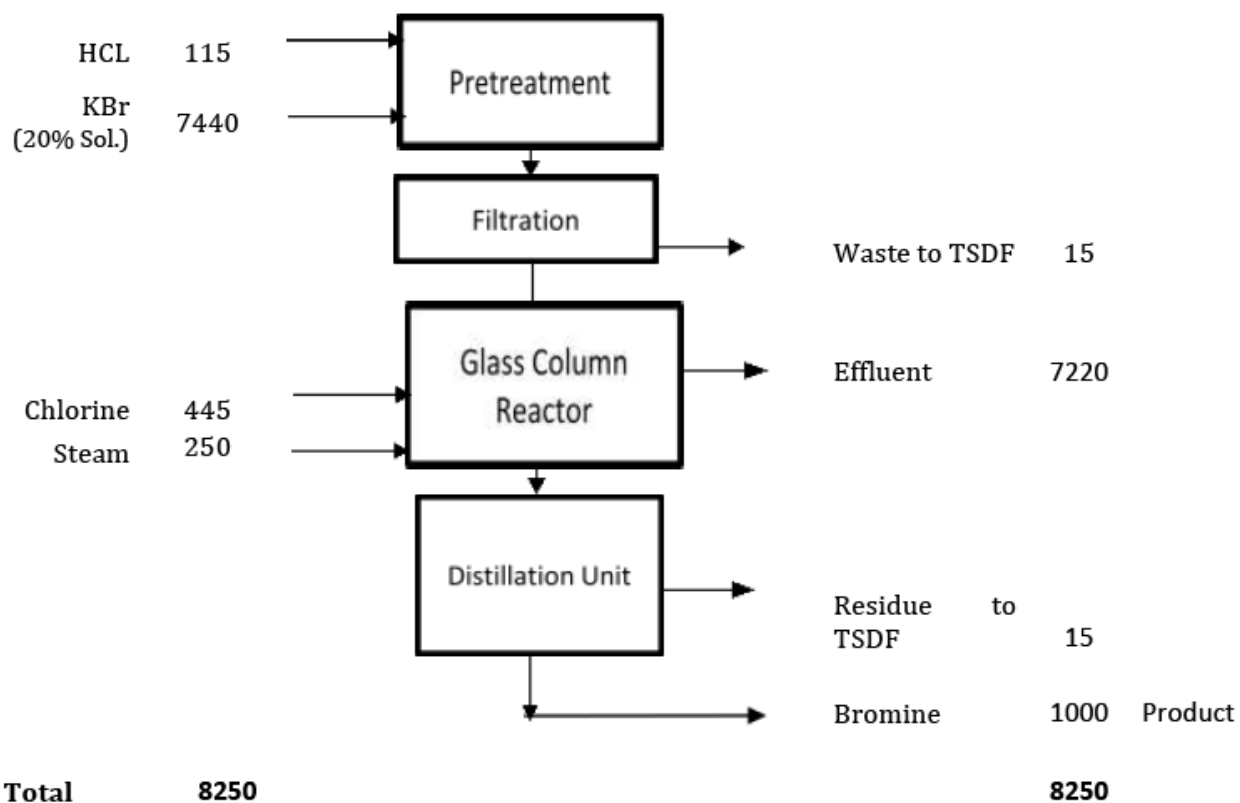 HCL 115
KBr
(20% Sol.) 7440
Pretreatment
Filtration
Waste to TSDF 15
Glass Column
Reactor
Effluent 7220
Chlorine 445
Steam 250
Distillation Unit
Residue to
TSDF 15
Bromine 1000 Product
Total 8250 8250